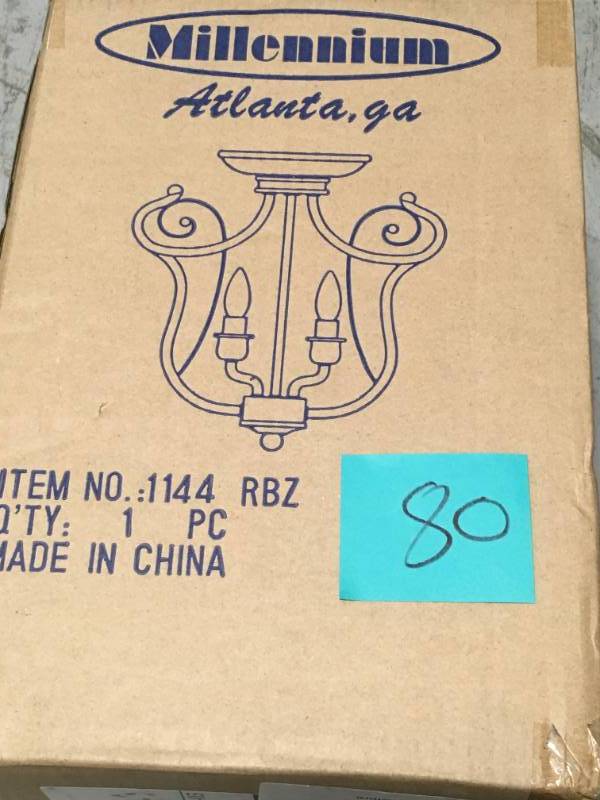 Millennium
Atlanta, ga
ITEM NO.:1144 RBZ
Q'TY: 1 PC
MADE IN CHINA
80